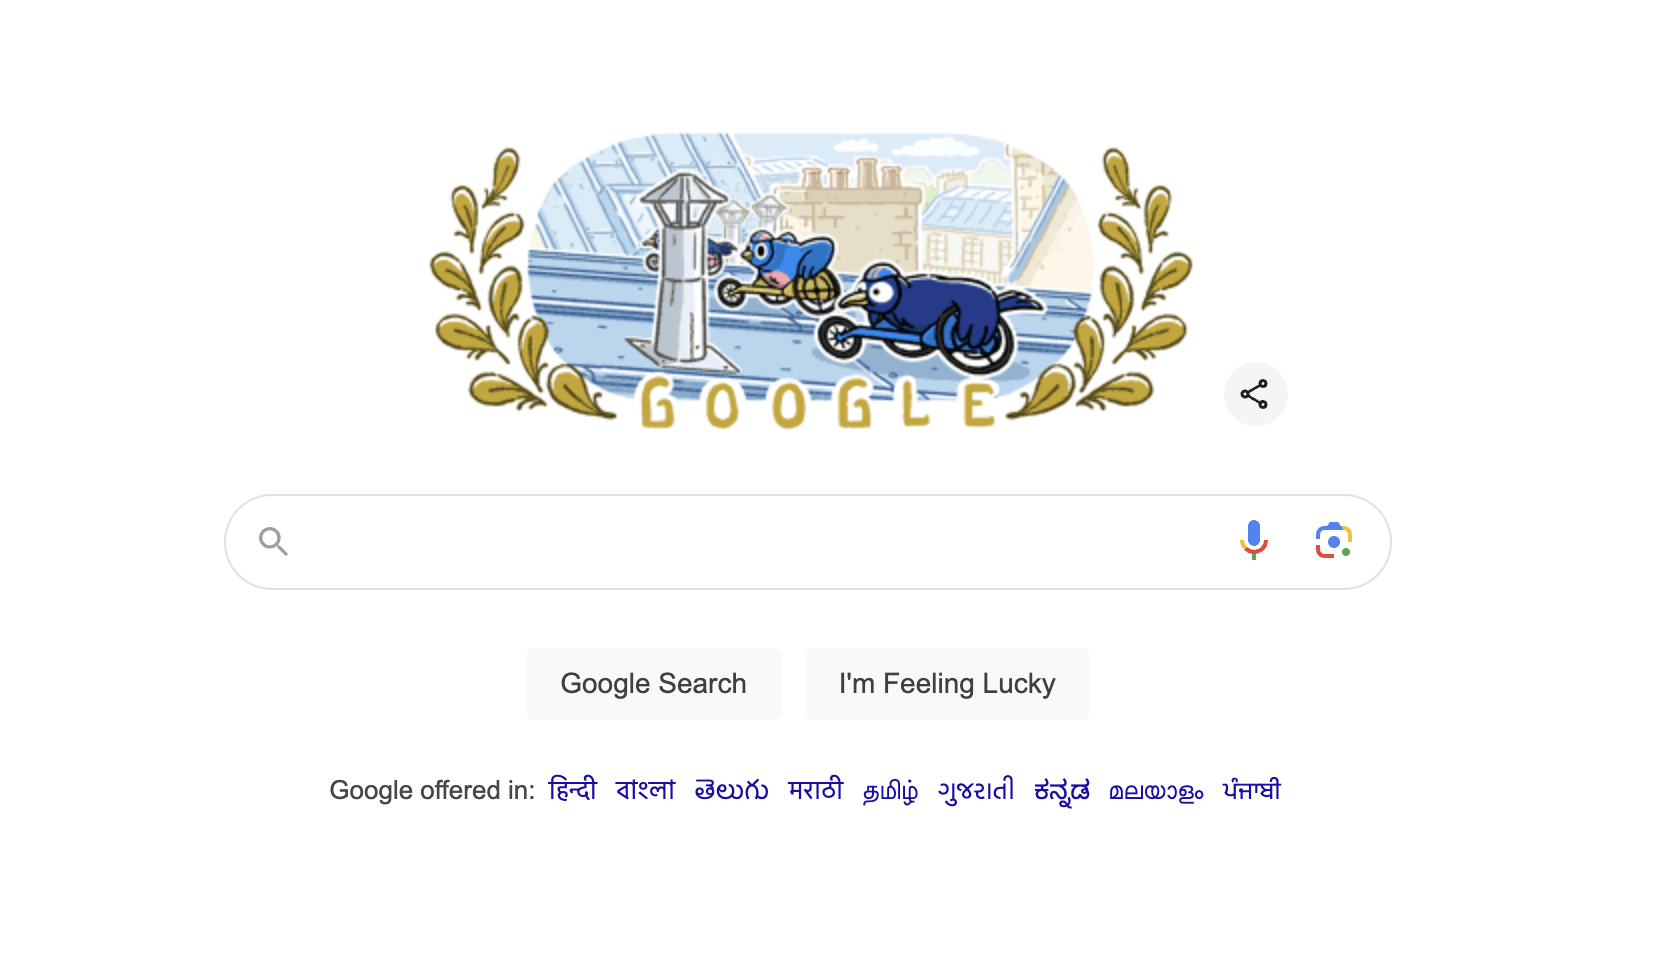 GOOGLE
Google Search
I'm Feeling Lucky
Google offered in: हिन्दी বাংলা తెలుగు मराठी தமிழ் ગુજરાતી ಕನ್ನಡ മലയാളം ਪੰਜਾਬੀ